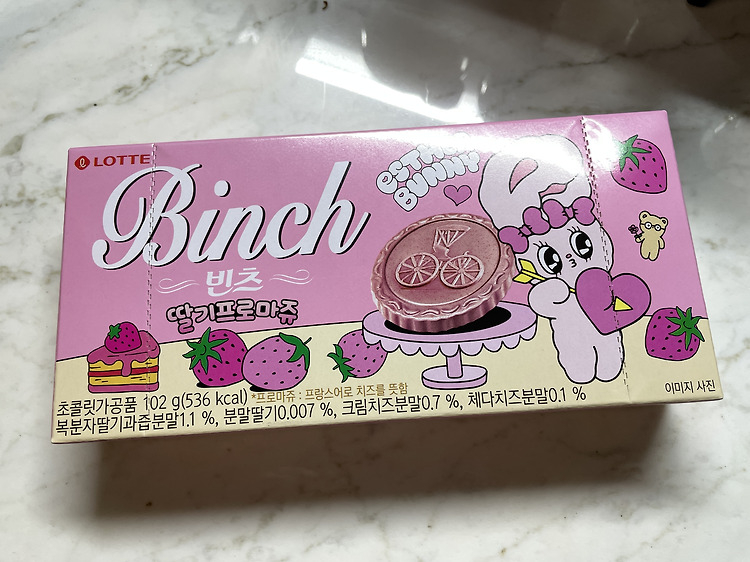 LOTTE
Binch
빈츠
딸기프로마쥬
ESTHER
BUNNY
초콜릿가공품 102 g(536 kcal) *프로마쥬 : 프랑스어로 치즈를 뜻함
복분자딸기과즙분말1.1 %, 분말딸기0.007 %, 크림치즈분말0.7 %, 체다치즈분말0.1 %
이미지 사진